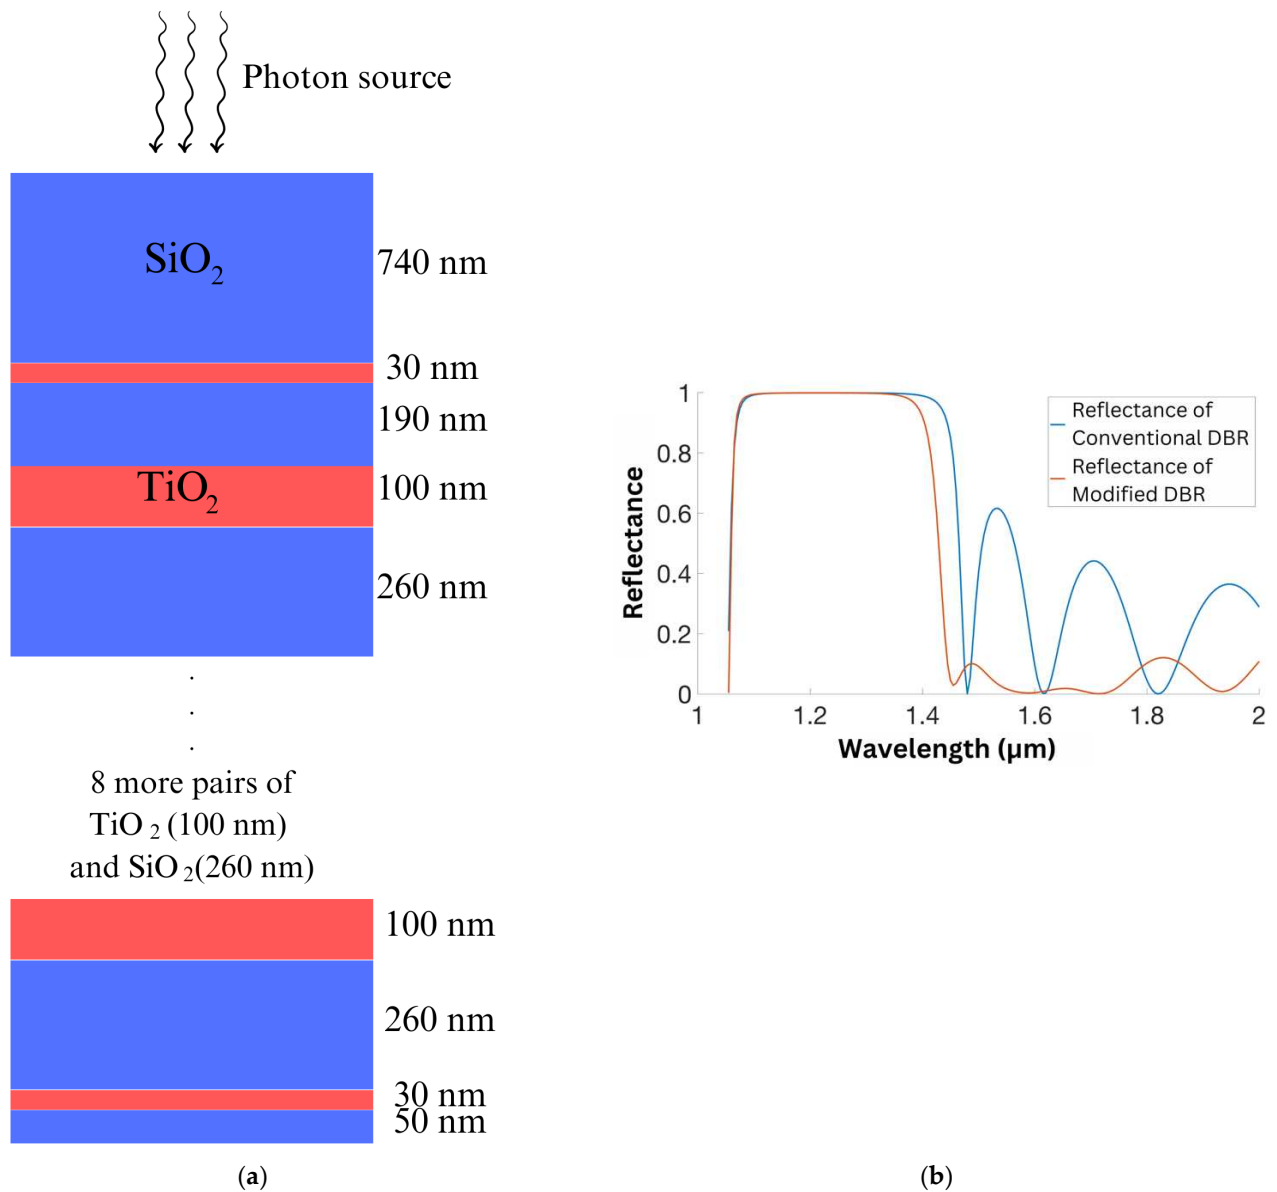 Photon source
SiO2
740 nm
30 nm
190 nm
TiO2
100 nm
260 nm
.
.
.
8 more pairs of
TiO 2 (100 nm)
and SiO 2(260 nm)
100 nm
260 nm
30 nm
50 nm
(a)
Reflectance
1
0.8
0.6
0.4
0.2
0
1
1.2
1.4
1.6
1.8
2
Wavelength (μm)
Reflectance of
Conventional DBR
Reflectance of
Modified DBR
(b)